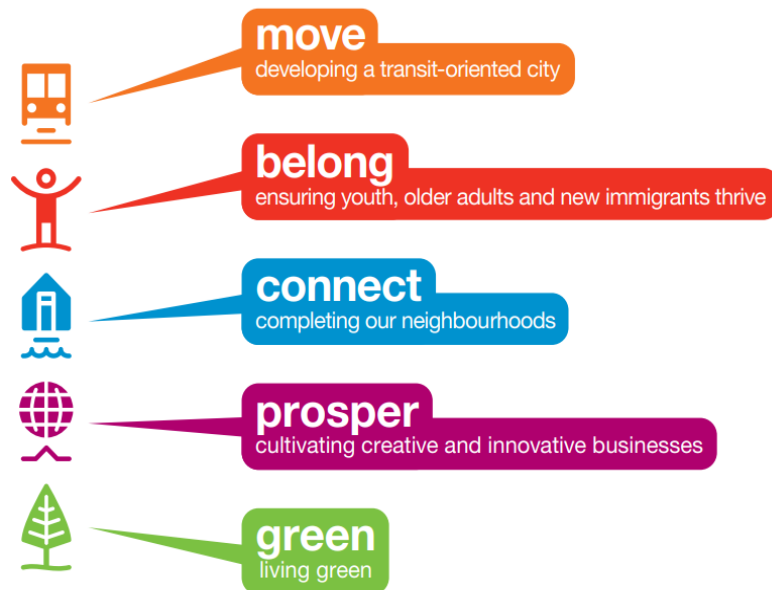 move
developing a transit-oriented city
belong
ensuring youth, older adults and new immigrants thrive
connect
completing our neighbourhoods
prosper
cultivating creative and innovative businesses
green
living green